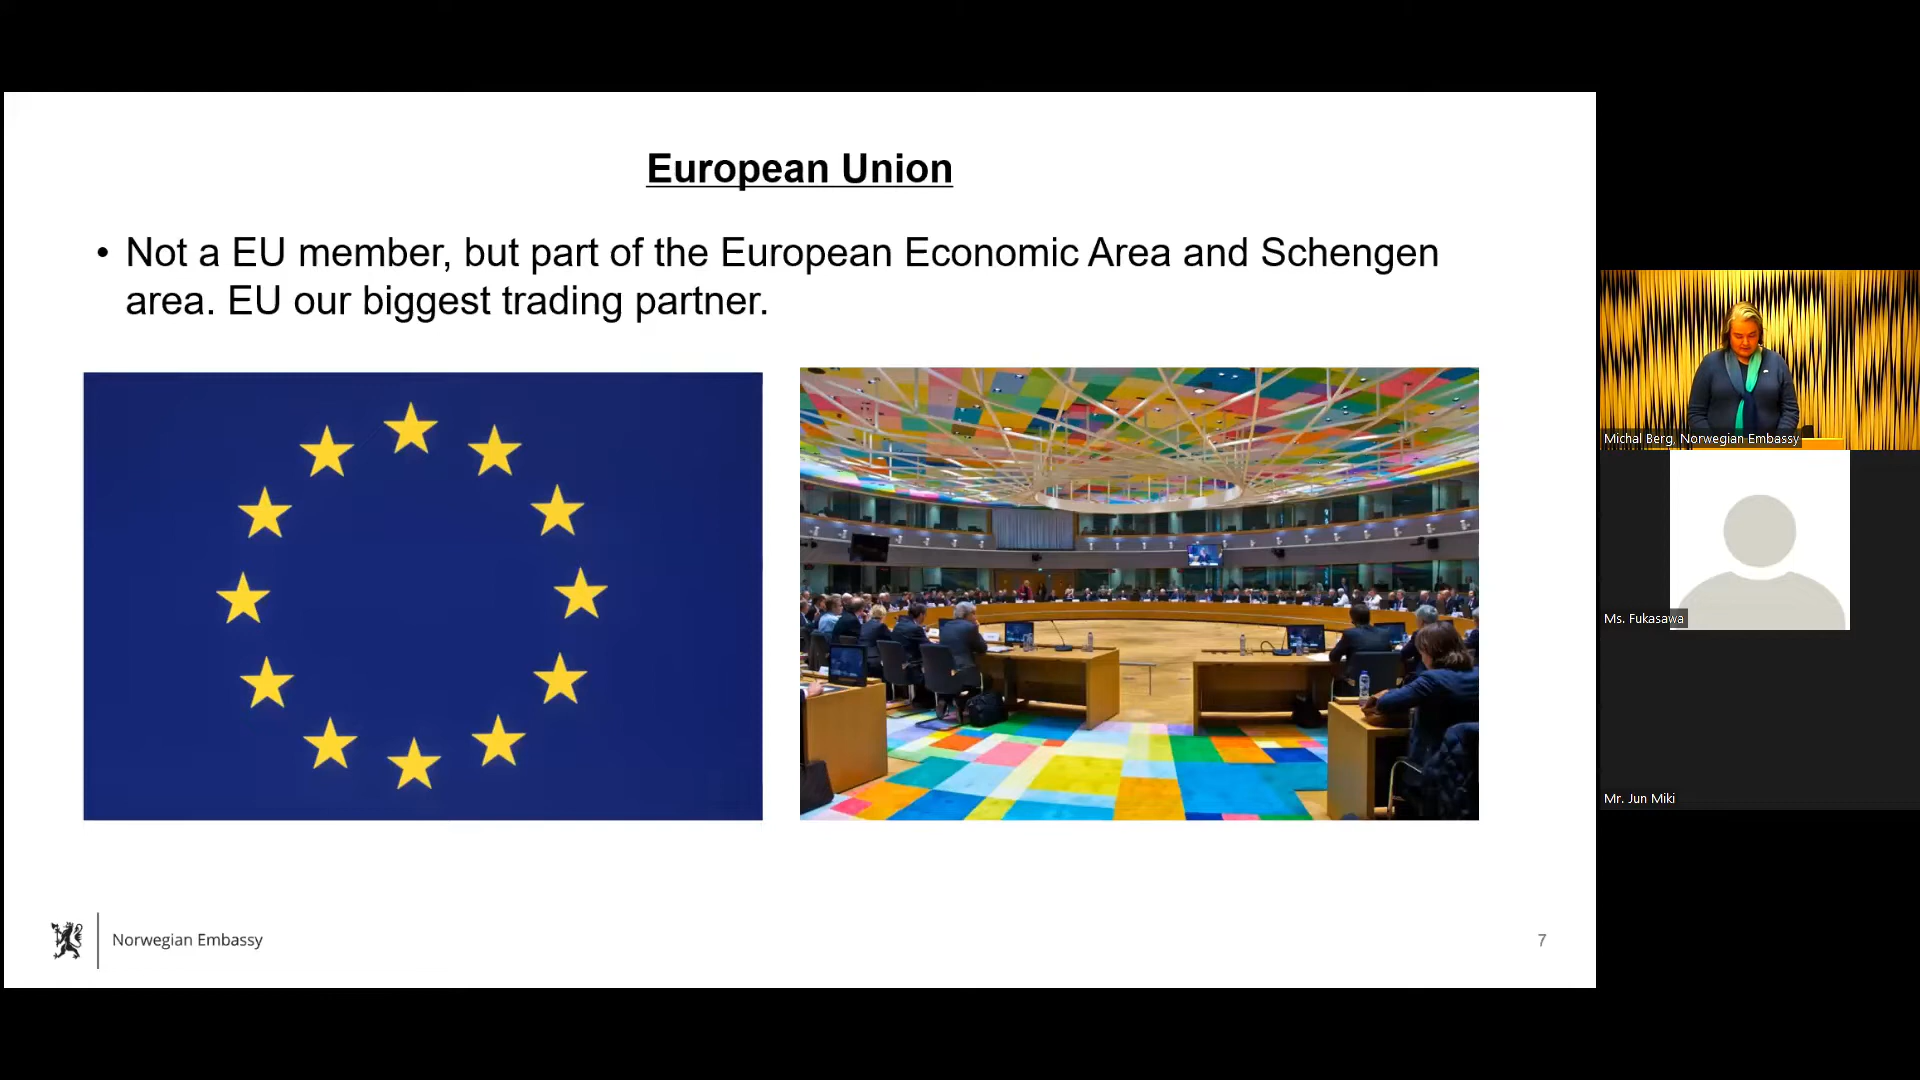 European Union
• Not a EU member, but part of the European Economic Area and Schengen
area. EU our biggest trading partner.
Norwegian Embassy
7
Michal Berg, Norwegian Embassy
Ms. Fukasawa
Mr. Jun Miki